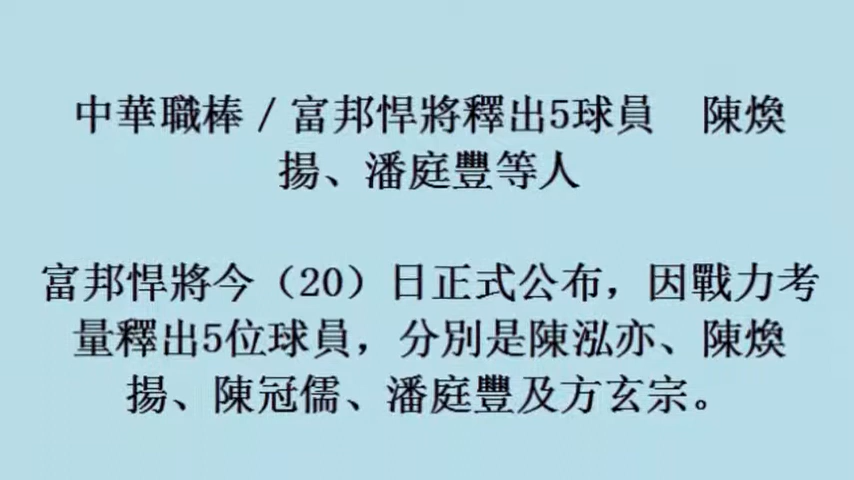 中華職棒/富邦悍將釋出5球員　陳煥
揚、潘庭豐等人
富邦悍將今（20）日正式公布，因戰力考
量釋出5位球員，分別是陳泓亦、陳煥
揚、陳冠儒、潘庭豐及方玄宗。